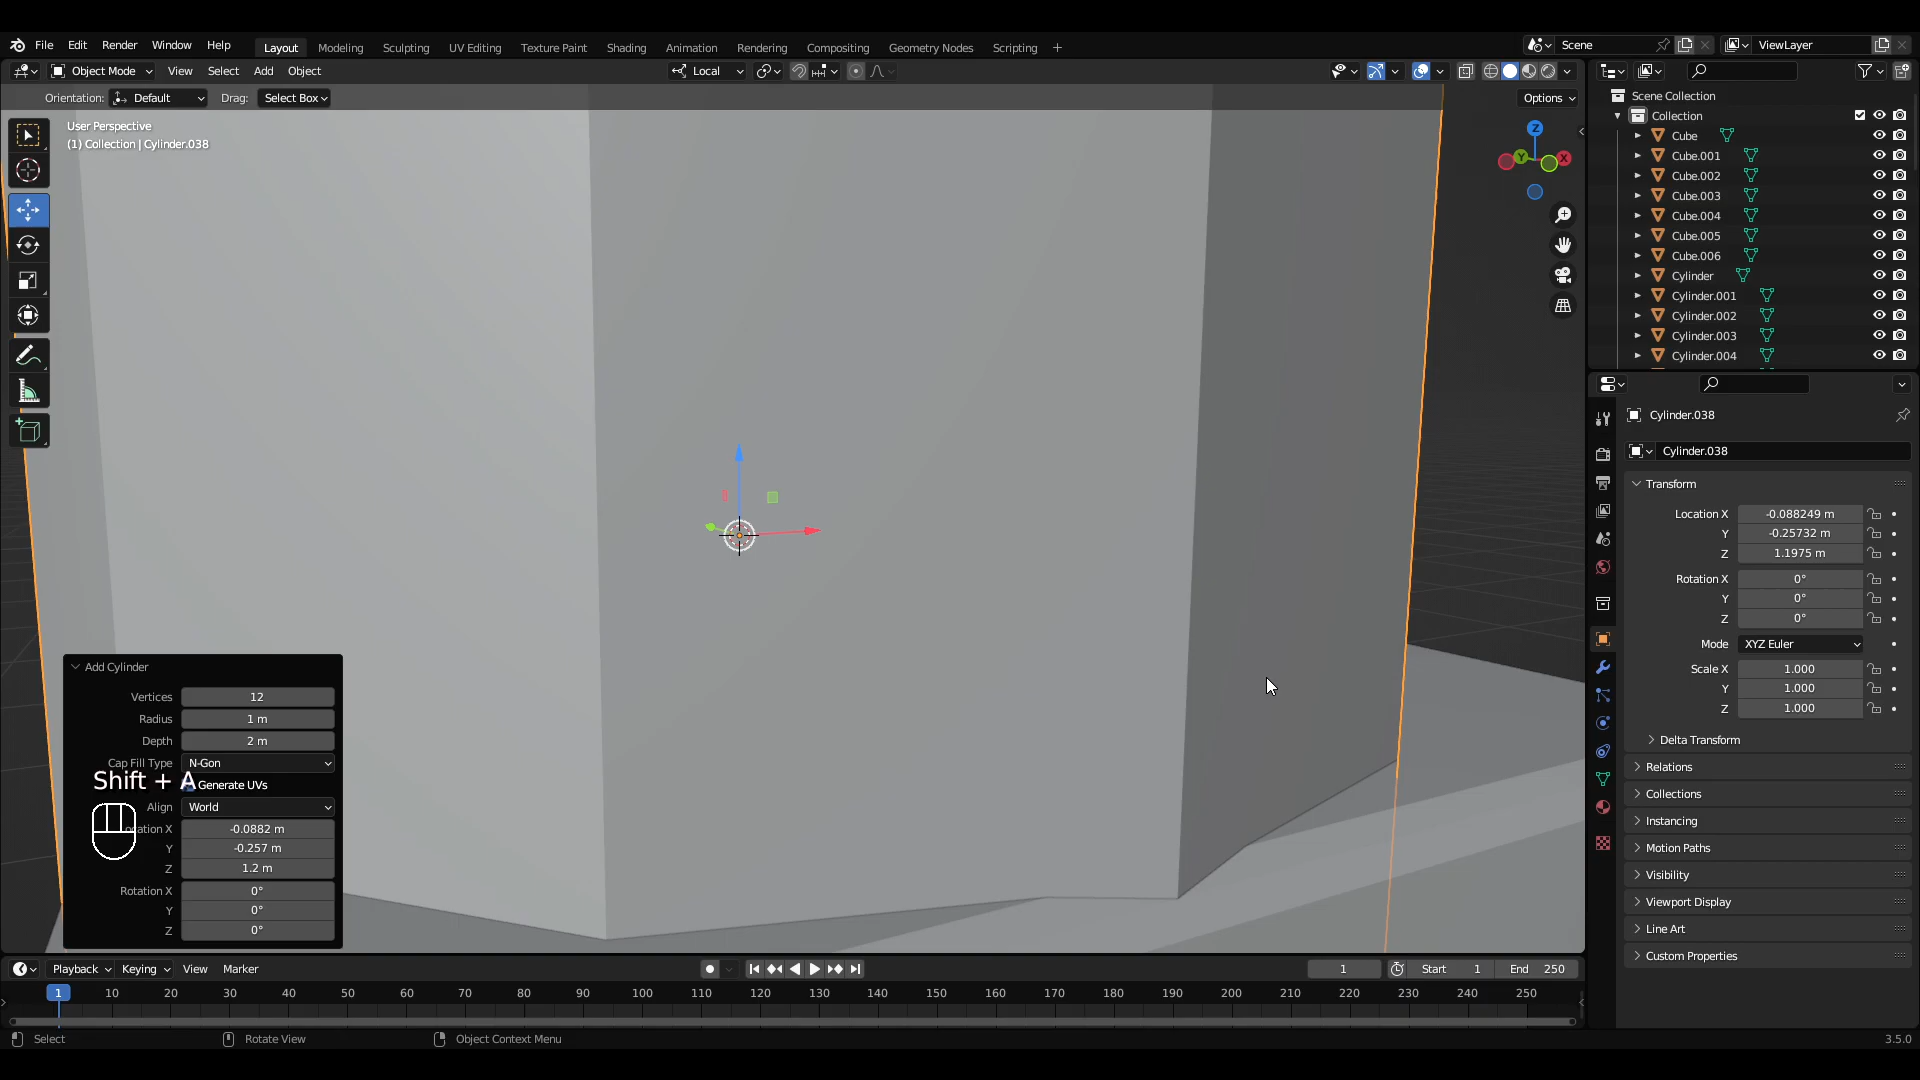 File Edit Render Window Help
Layout Modeling Sculpting UV Editing Texture Paint Shading Animation Rendering Compositing Geometry Nodes Scripting +
Scene
ViewLayer
Object Mode View Select Add Object
Local
Orientation: Default Drag: Select Box
Options
User Perspective
(1) Collection | Cylinder.038
Z
Y
X
Scene Collection
Collection
Cube
Cube.001
Cube.002
Cube.003
Cube.004
Cube.005
Cube.006
Cylinder
Cylinder.001
Cylinder.002
Cylinder.003
Cylinder.004
Cylinder.038
Cylinder.038
Transform
Location X -0.088249 m
Y -0.25732 m
Z 1.1975 m
Rotation X 0°
Y 0°
Z 0°
Mode XYZ Euler
Scale X 1.000
Y 1.000
Z 1.000
Delta Transform
Relations
Collections
Instancing
Motion Paths
Visibility
Viewport Display
Line Art
Custom Properties
Add Cylinder
Vertices 12
Radius 1 m
Depth 2 m
Cap Fill Type N-Gon
Shift + A
Generate UVs
Align World
ocation X -0.0882 m
Y -0.257 m
Z 1.2 m
Rotation X 0°
Y 0°
Z 0°
Playback Keying View Marker
1 Start 1 End 250
1 10 20 30 40 50 60 70 80 90 100 110 120 130 140 150 160 170 180 190 200 210 220 230 240 250
Select Rotate View Object Context Menu
3.5.0